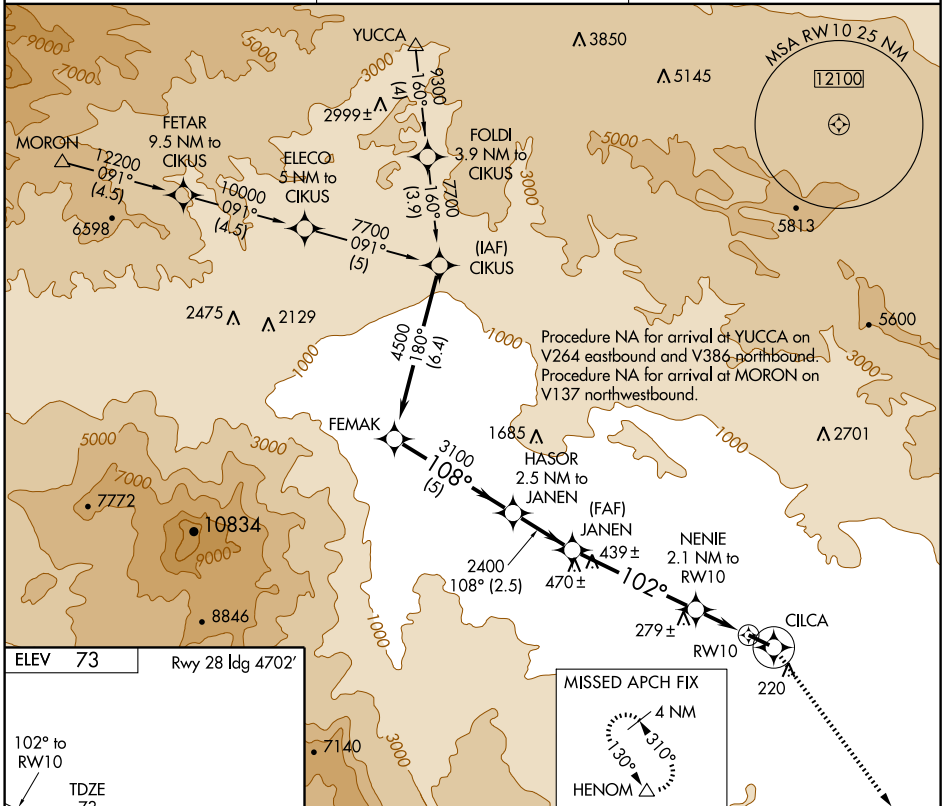 9000
7000
5000
YUCCA
3000
3850
5145
MSA RW10 25 NM
12100
9300
160°
(4)
2999±
MORON
FETAR
9.5 NM to
CIKUS
ELECO
5 NM to
CIKUS
FOLDI
3.9 NM to
CIKUS
5000
3000
12200
091°
(4.5)
10000
091°
(4.5)
7700
160°
(3.9)
6598
5813
7700
091°
(5)
(IAF)
CIKUS
2475
2129
1000
4500
180°
(6.4)
1000
5600
3000
Procedure NA for arrival at YUCCA on
V264 eastbound and V386 northbound.
Procedure NA for arrival at MORON on
V137 northwestbound.
FEMAK
1685
1000
2701
5000
3000
7000
7772
10834
9000
3100
108°
(5)
HASOR
2.5 NM to
JANEN
(FAF)
JANEN
439±
470±
2400
108° (2.5)
102°
NENIE
2.1 NM to
RW10
279±
RW10
CILCA
220
8846
1000
7140
3000
ELEV 73
Rwy 28 ldg 4702'
102° to
RW10
TDZE
73
MISSED APCH FIX
4 NM
310°
130°
HENOM